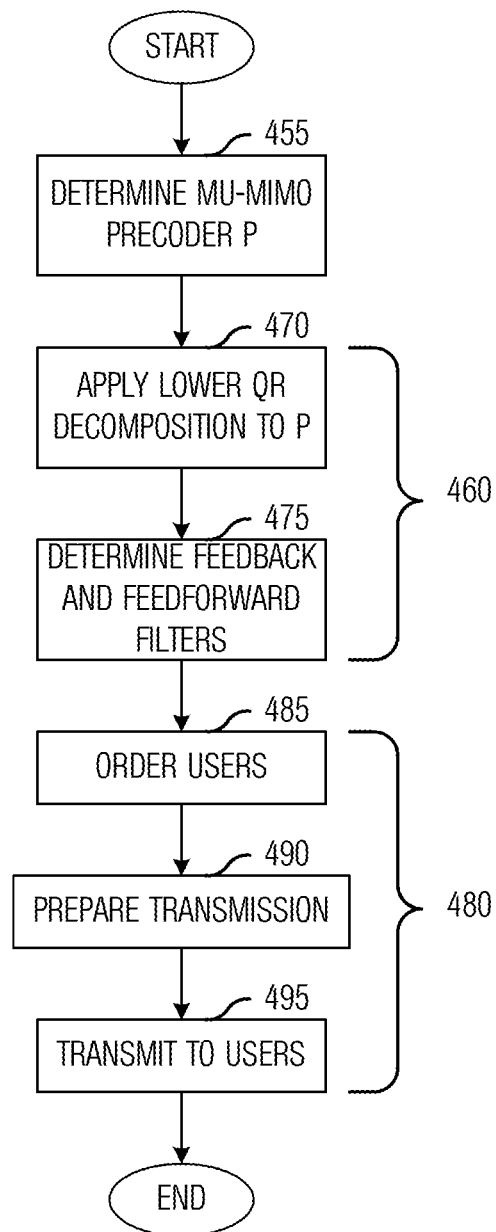 START
455
DETERMINE MU-MIMO
PRECODER P
470
APPLY LOWER QR
DECOMPOSITION TO P
460
475
DETERMINE FEEDBACK
AND FEEDFORWARD
FILTERS
485
ORDER USERS
490
PREPARE TRANSMISSION
480
495
TRANSMIT TO USERS
END